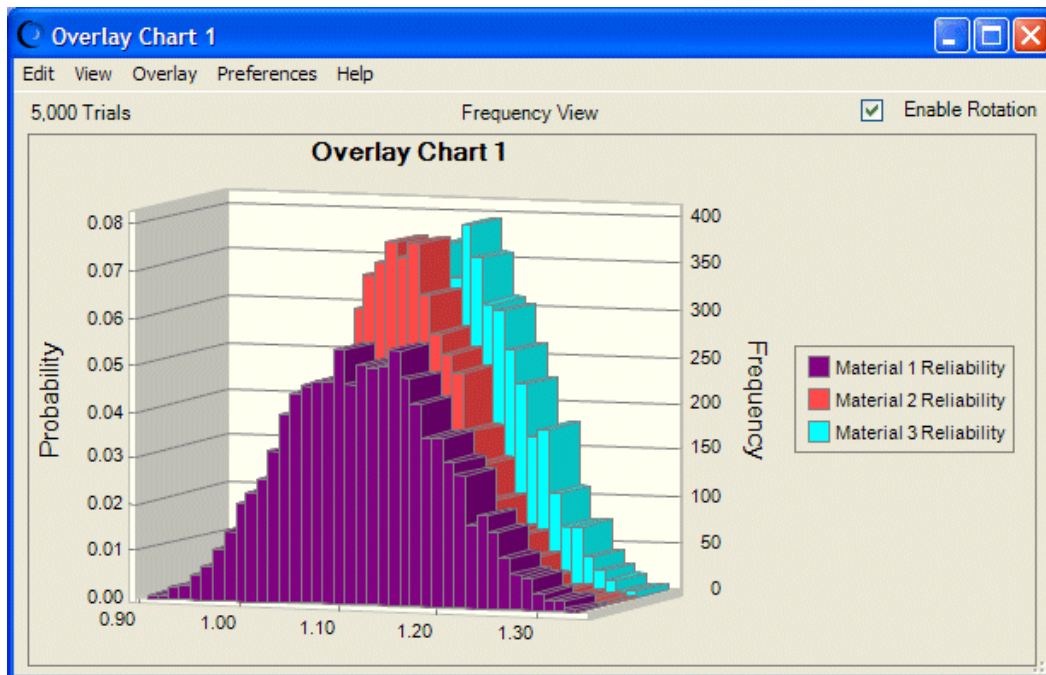 Overlay Chart 1
Edit View Overlay Preferences Help
5,000 Trials Frequency View Enable Rotation
Overlay Chart 1
Probability
0.08
0.07
0.06
0.05
0.04
0.03
0.02
0.01
0.00
0.90 1.00 1.10 1.20 1.30
400
350
300
250
200
150
100
50
0
Frequency
Material 1 Reliability
Material 2 Reliability
Material 3 Reliability